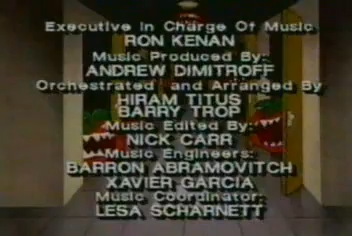 Executive In Charge Of Music
RON KENAN
Music Produced By:
ANDREW DIMITROFF
Orchestrated and Arranged By
HIRAM TITUS
BARRY TROP
Music Edited By:
NICK CARR
Music Engineers:
BARRON ABRAMOVITCH
XAVIER GARCIA
Music Coordinator:
LESA SCHARNETT